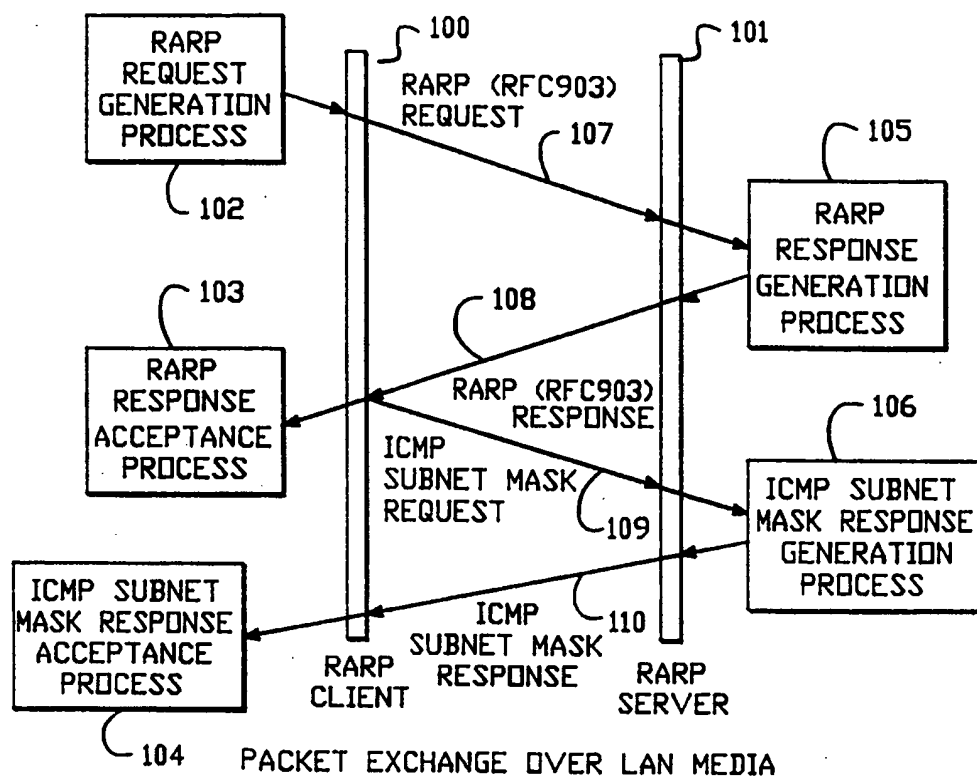 100
101
RARP
REQUEST
GENERATION
PROCESS
102
RARP (RFC903)
REQUEST
107
105
RARP
RESPONSE
GENERATION
PROCESS
103
108
RARP
RESPONSE
ACCEPTANCE
PROCESS
RARP (RFC903)
RESPONSE
106
ICMP
SUBNET MASK
REQUEST
109
ICMP SUBNET
MASK RESPONSE
GENERATION
PROCESS
ICMP SUBNET
MASK RESPONSE
ACCEPTANCE
PROCESS
104
ICMP
SUBNET MASK
RESPONSE
110
RARP
CLIENT
RARP
SERVER
PACKET EXCHANGE OVER LAN MEDIA